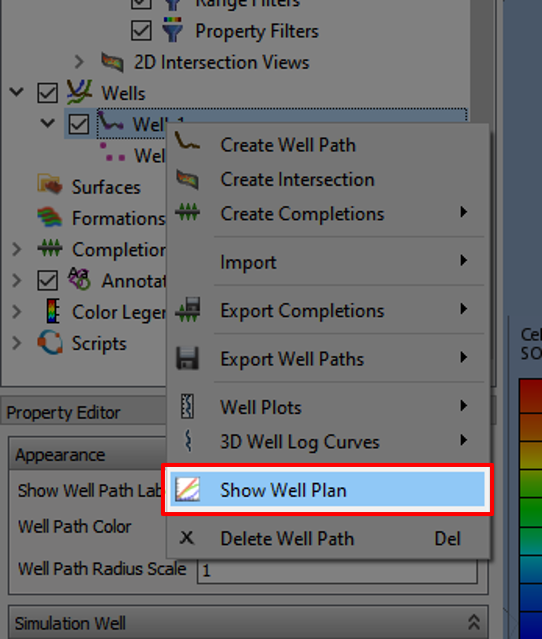 Range Filters
Property Filters
2D Intersection Views
Wells
Well-1
Wel
Surfaces
Formations
Completion
Annotat
Color Leger
Scripts
Create Well Path
Create Intersection
Create Completions
Import
Export Completions
Export Well Paths
Well Plots
3D Well Log Curves
Show Well Plan
Delete Well Path Del
Property Editor
Appearance
Show Well Path Lab
Well Path Color
Well Path Radius Scale 1
Simulation Well
Cel
SO